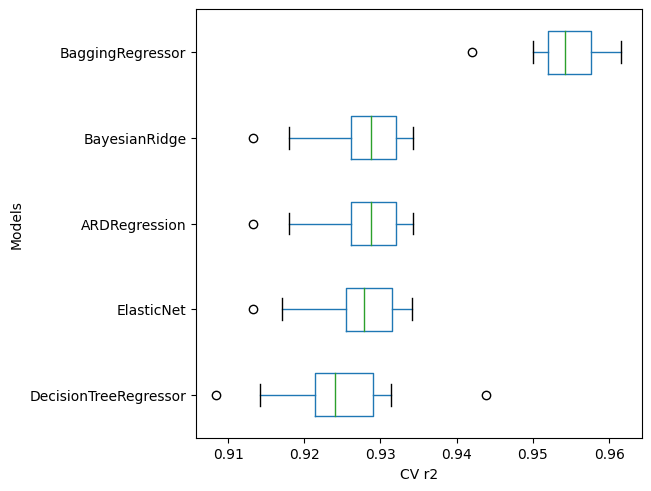 BaggingRegressor
BayesianRidge
ARDRegression
ElasticNet
DecisionTreeRegressor
Models
0.91 0.92 0.93 0.94 0.95 0.96
CV r2